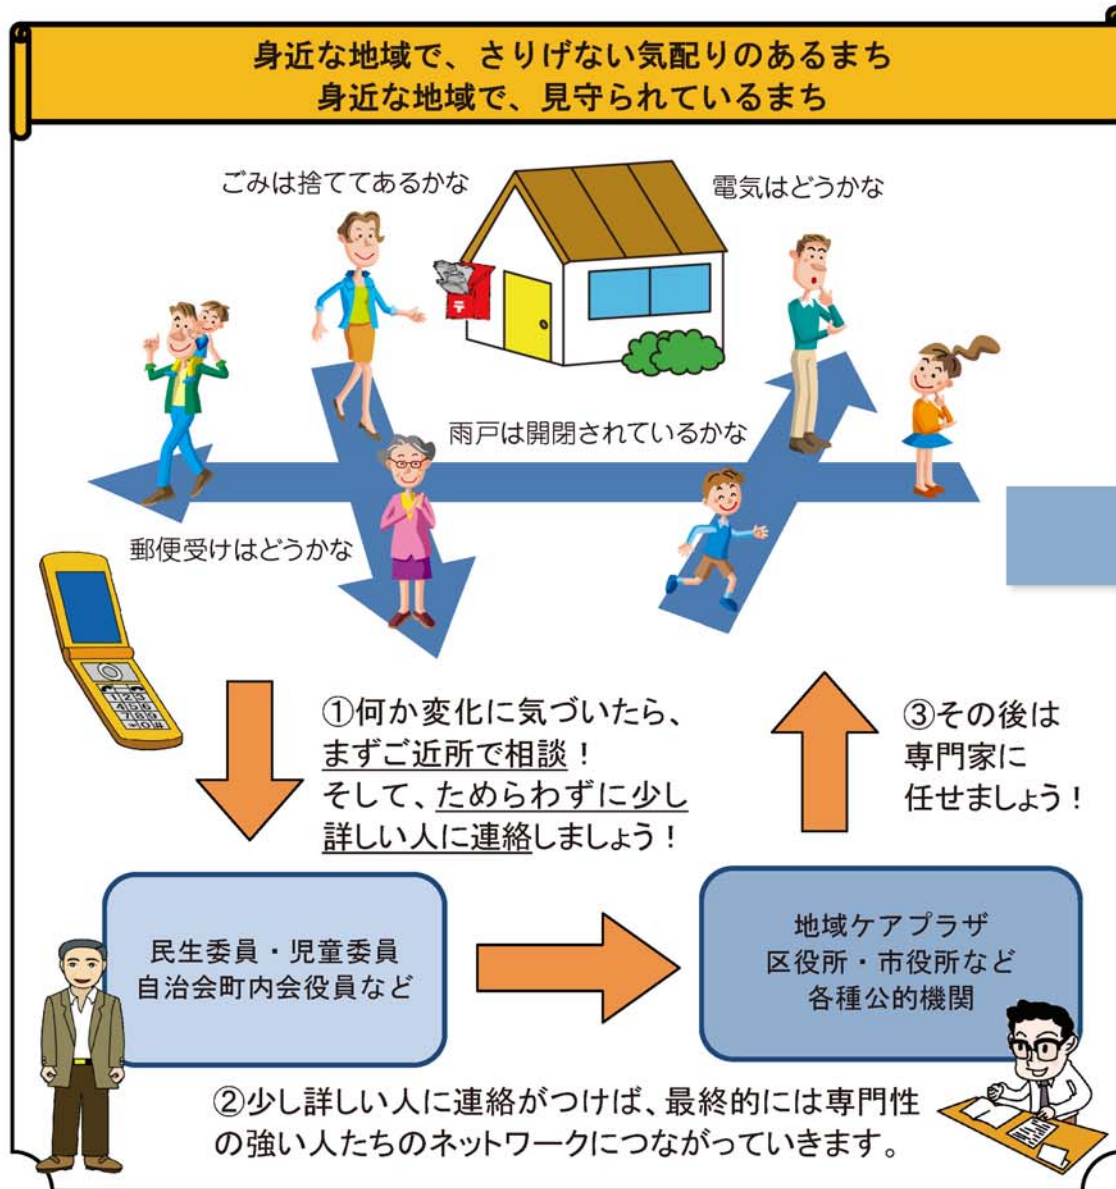 身近な地域で、さりげない気配りのあるまち
身近な地域で、見守られているまち
ごみは捨ててあるかな
電気はどうかな
雨戸は開閉されているかな
郵便受けはどうかな
①何か変化に気づいたら、
まずご近所で相談！
そして、ためらわずに少し
詳しい人に連絡しましょう！
③その後は
専門家に
任せましょう！
民生委員・児童委員
自治会町内会役員など
地域ケアプラザ
区役所・市役所など
各種公的機関
②少し詳しい人に連絡がつけば、最終的には専門性
の強い人たちのネットワークにつながっていきます。
〒
1 2 3
4 5 6
7 8 9
* 0 #